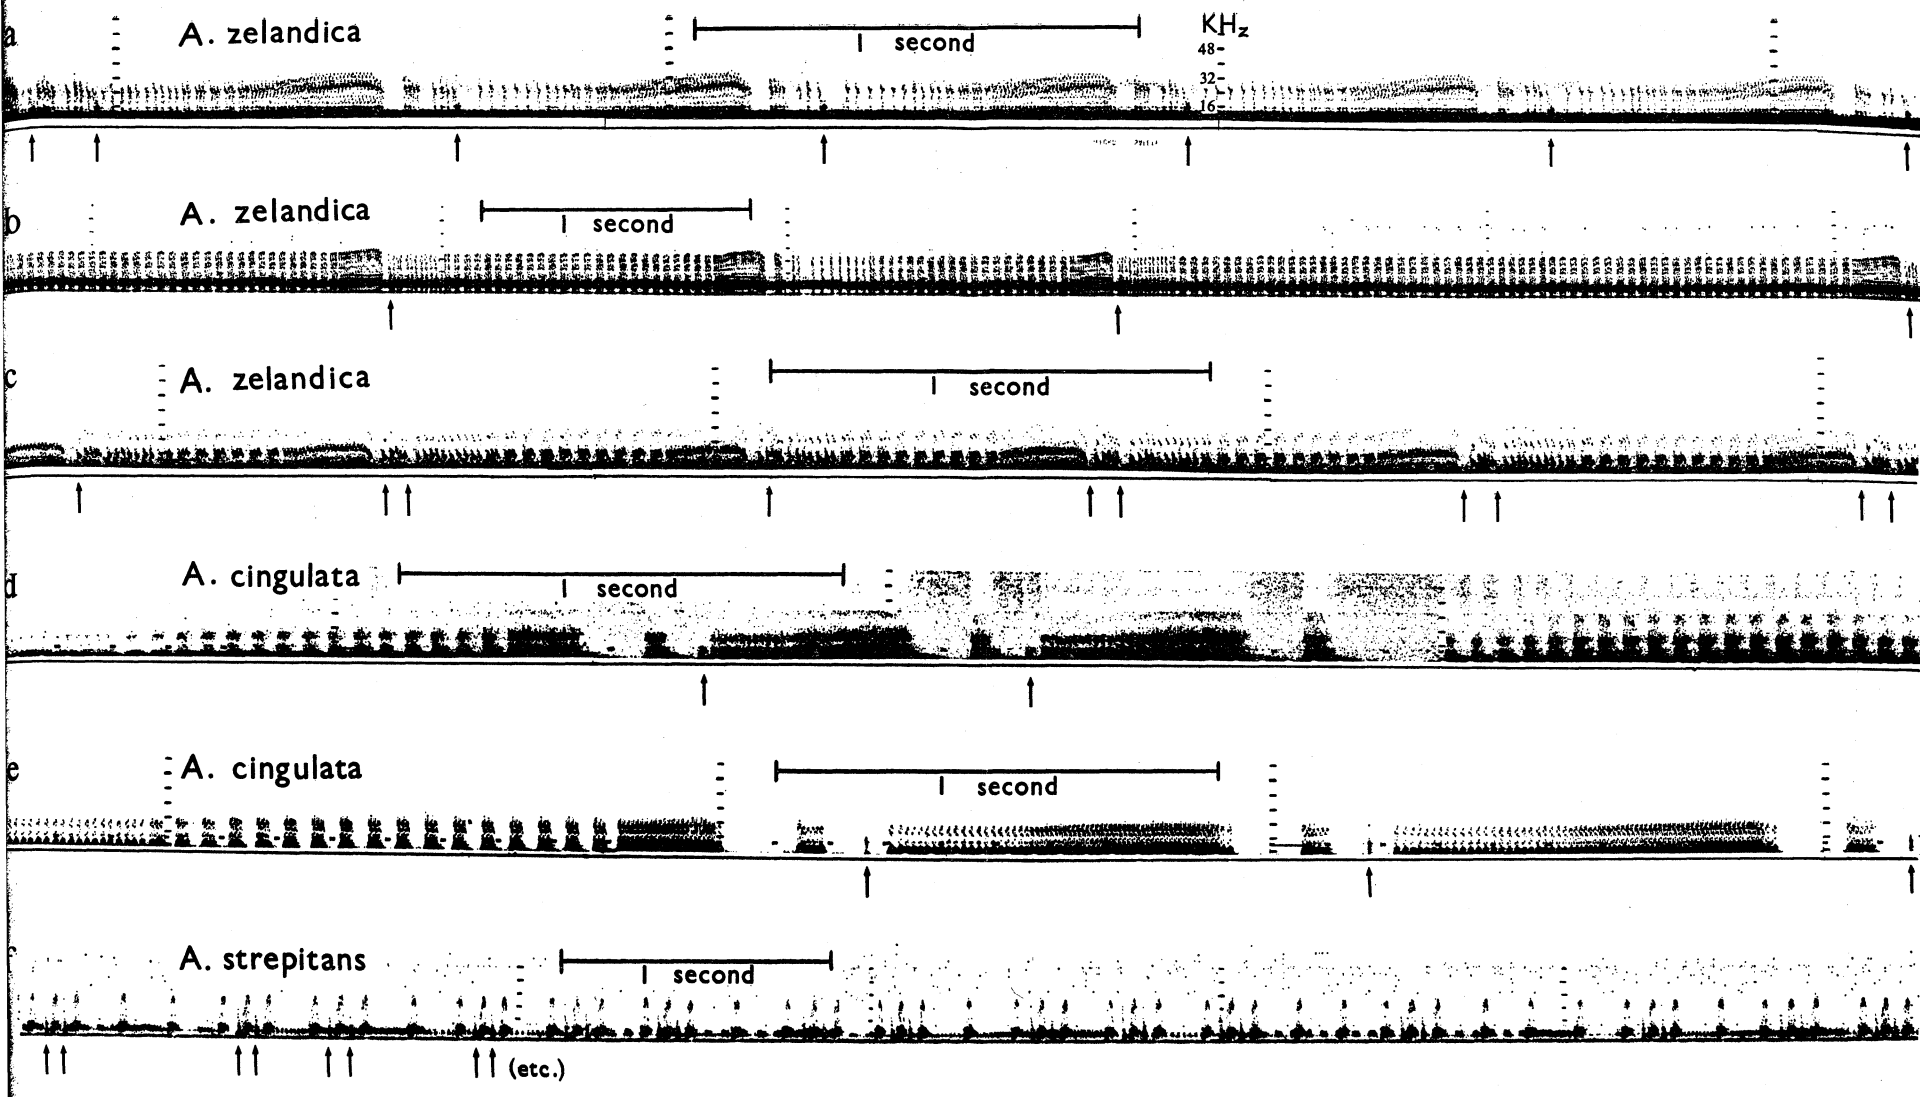 a A. zelandica 1 second KHz
48-
32-
16-
b A. zelandica 1 second
c A. zelandica 1 second
d A. cingulata 1 second
e A. cingulata 1 second
A. strepitans 1 second
(etc.)